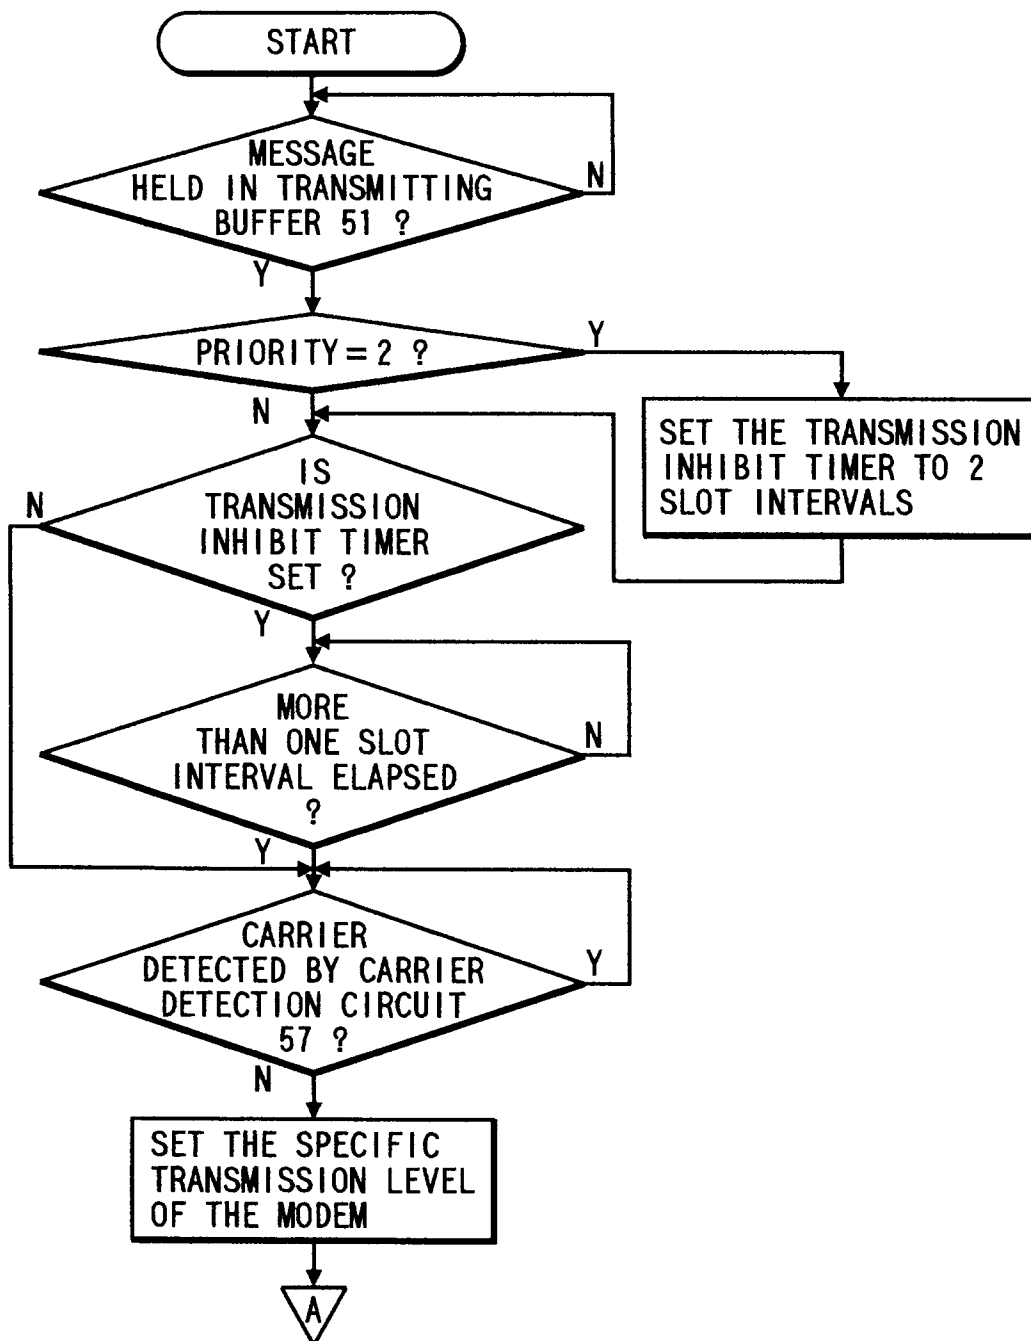 START
MESSAGE
HELD IN TRANSMITTING
BUFFER 51 ?
N
Y
PRIORITY=2 ?
Y
N
SET THE TRANSMISSION
INHIBIT TIMER TO 2
SLOT INTERVALS
IS
TRANSMISSION
INHIBIT TIMER
SET ?
N
Y
MORE
THAN ONE SLOT
INTERVAL ELAPSED
?
N
Y
CARRIER
DETECTED BY CARRIER
DETECTION CIRCUIT
57 ?
Y
N
SET THE SPECIFIC
TRANSMISSION LEVEL
OF THE MODEM
A